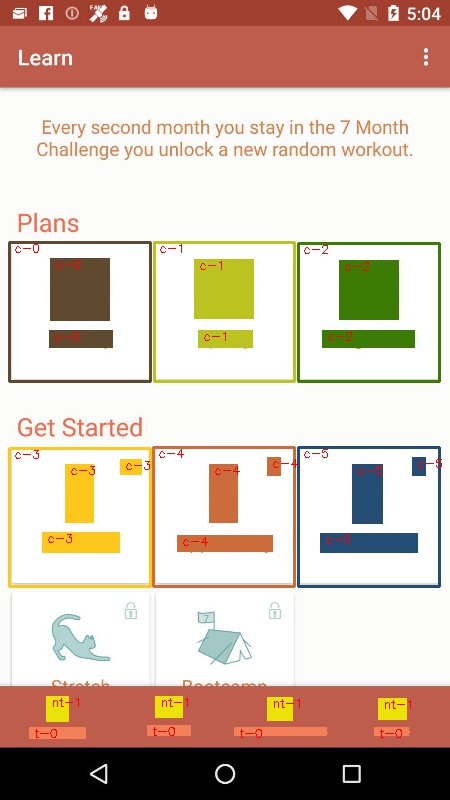 FAKE
5:04
Learn
Every second month you stay in the 7 Month
Challenge you unlock a new random workout.
Plans
c-0 c-1 c-2
c-0 c-1 c-2
c-0 c-1 c-2
Get Started
c-3 c-4 c-5
c-3 c-3 c-4 c-4 c-5 c-5
c-3 c-4 c-5
7
Stretch Bootcamp
nt-1 nt-1 nt-1 nt-1
t-0 t-0 t-0 t-0